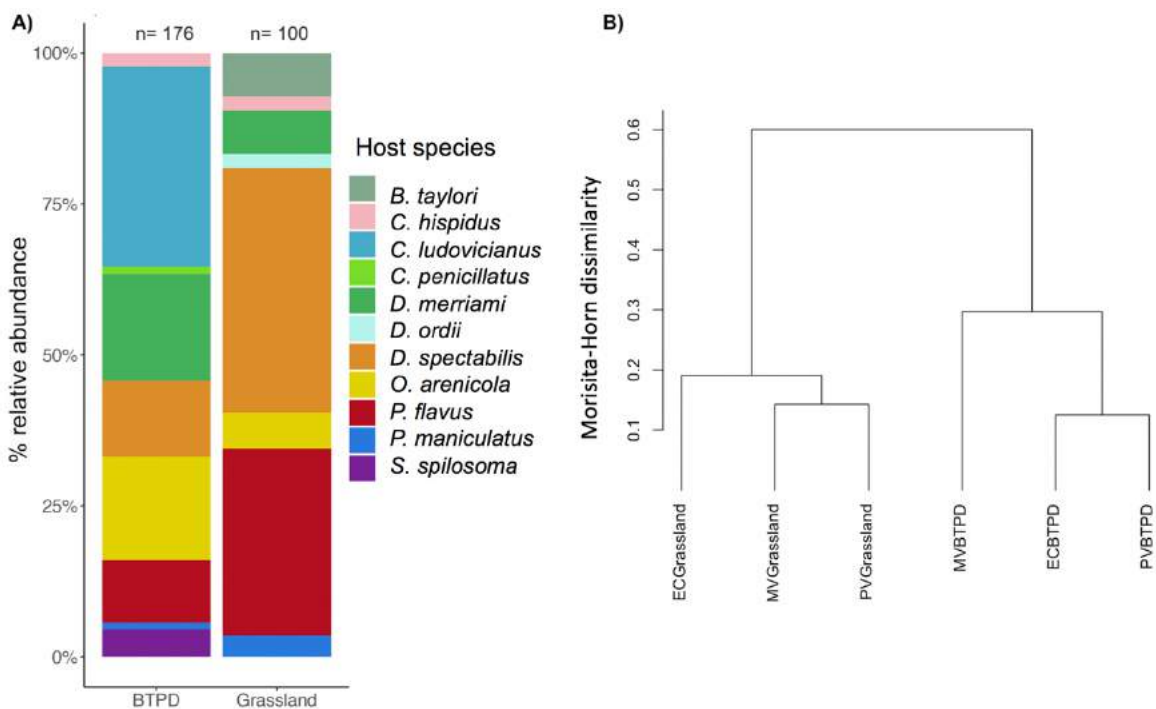 A)
n= 176
n= 100
100%
75%
50%
25%
0%
% relative abundance
BTPD
Grassland
Host species
B. taylori
C. hispidus
C. ludovicianus
C. penicillatus
D. merriami
D. ordii
D. spectabilis
O. arenicola
P. flavus
P. maniculatus
S. spilosoma
B)
Morisita-Horn dissimilarity
0.6
0.5
0.4
0.3
0.2
0.1
ECGrassland
MVGrassland
PVGrassland
MVBTPD
ECBTPD
PVBTPD